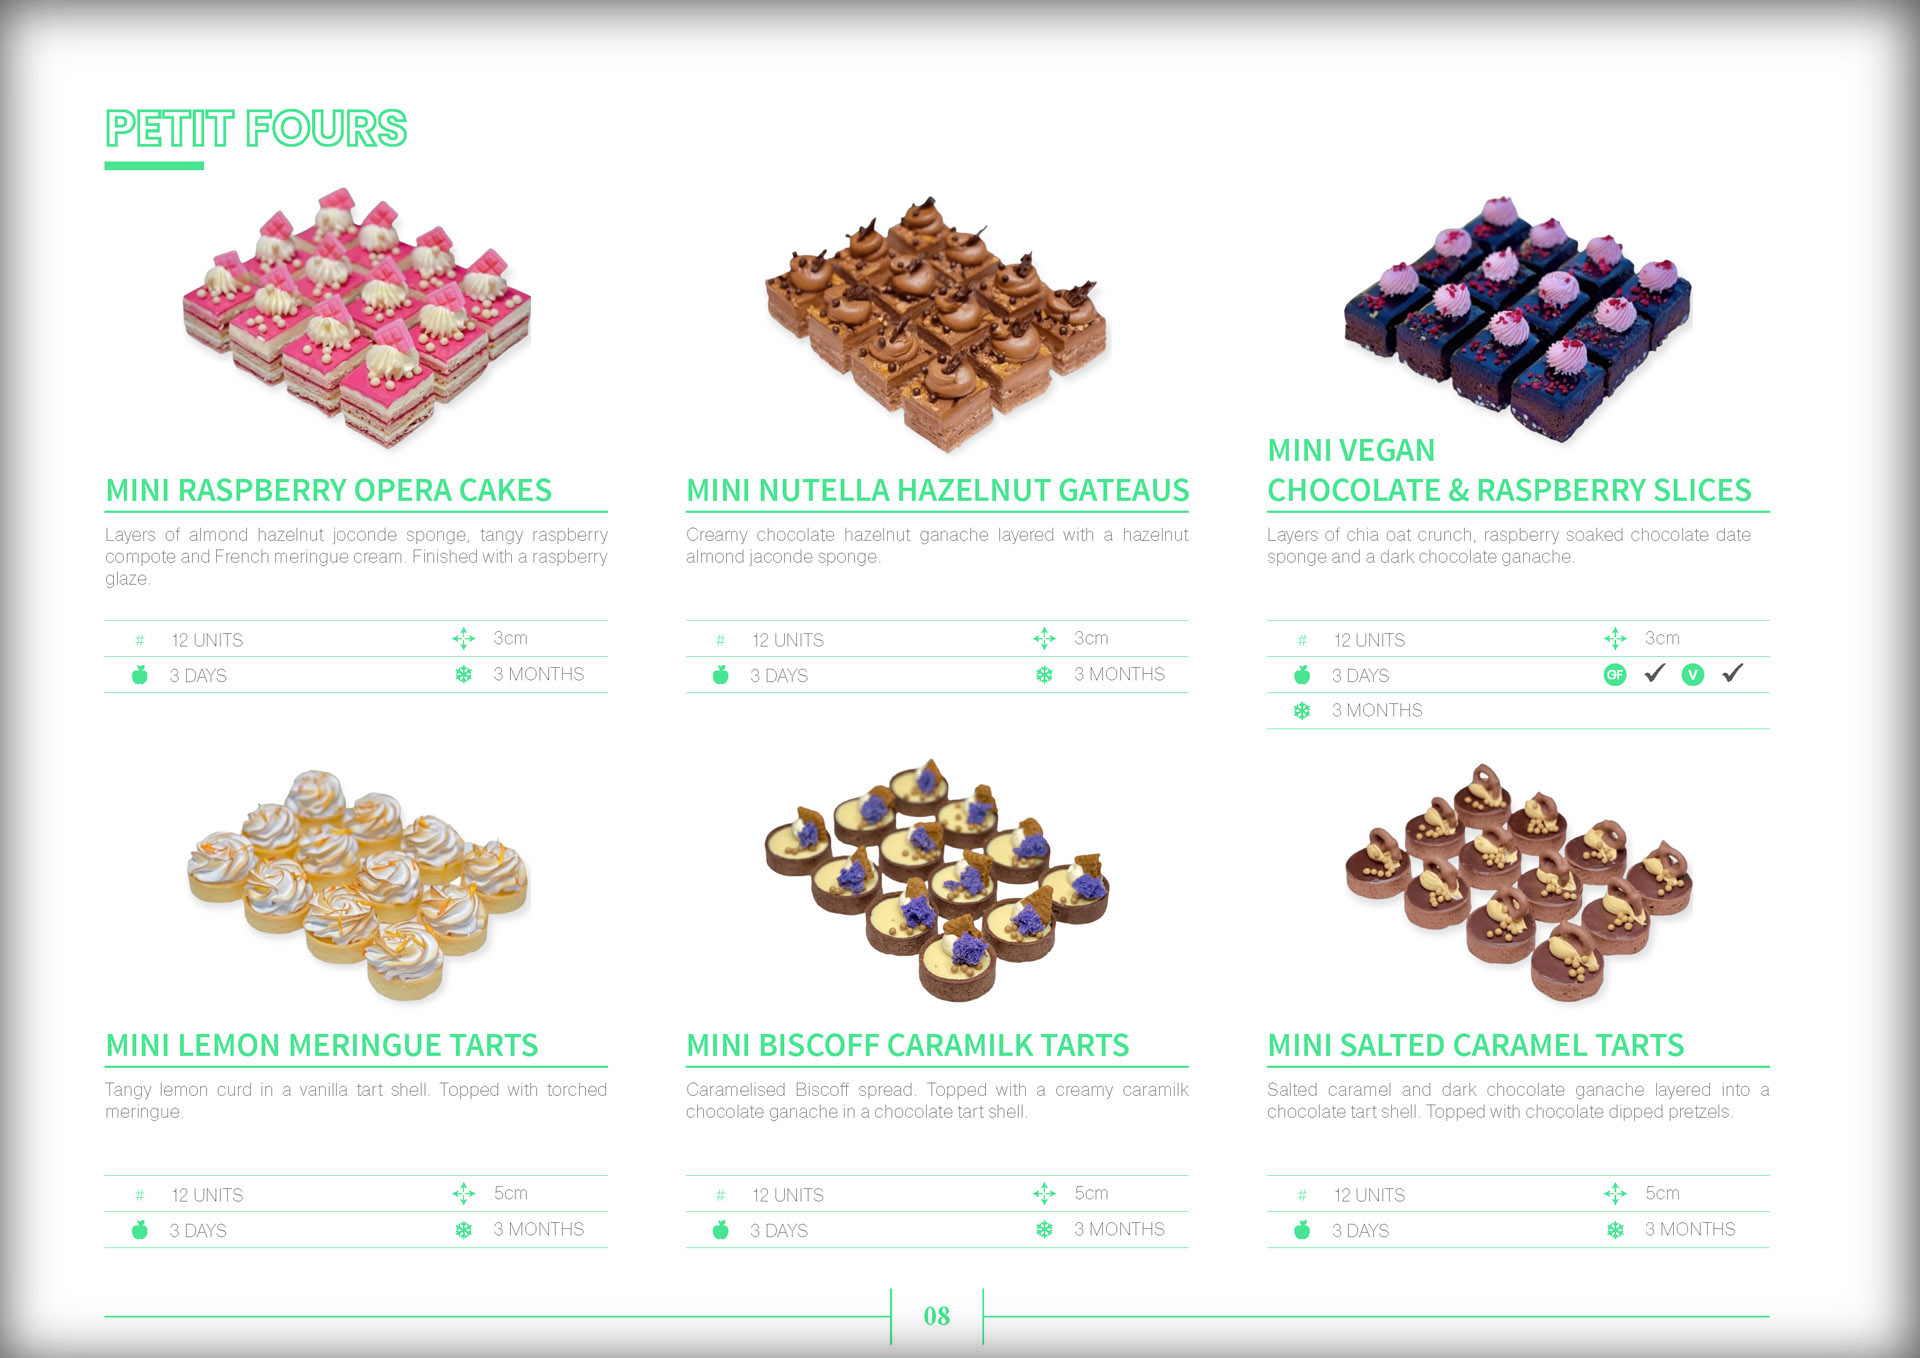 PETIT FOURS
MINI RASPBERRY OPERA CAKES
Layers of almond hazelnut joconde sponge, tangy raspberry
compote and French meringue cream. Finished with a raspberry
glaze.
# 12 UNITS 3cm
3 DAYS 3 MONTHS
MINI NUTELLA HAZELNUT GATEAUS
Creamy chocolate hazelnut ganache layered with a hazelnut
almond jaconde sponge.
# 12 UNITS 3cm
3 DAYS 3 MONTHS
MINI VEGAN
CHOCOLATE & RASPBERRY SLICES
Layers of chia oat crunch, raspberry soaked chocolate date
sponge and a dark chocolate ganache.
# 12 UNITS 3cm
3 DAYS GF ✓ V ✓
3 MONTHS
MINI LEMON MERINGUE TARTS
Tangy lemon curd in a vanilla tart shell. Topped with torched
meringue.
# 12 UNITS 5cm
3 DAYS 3 MONTHS
MINI BISCOFF CARAMILK TARTS
Caramelised Biscoff spread. Topped with a creamy caramilk
chocolate ganache in a chocolate tart shell.
# 12 UNITS 5cm
3 DAYS 3 MONTHS
MINI SALTED CARAMEL TARTS
Salted caramel and dark chocolate ganache layered into a
chocolate tart shell. Topped with chocolate dipped pretzels.
# 12 UNITS 5cm
3 DAYS 3 MONTHS
08